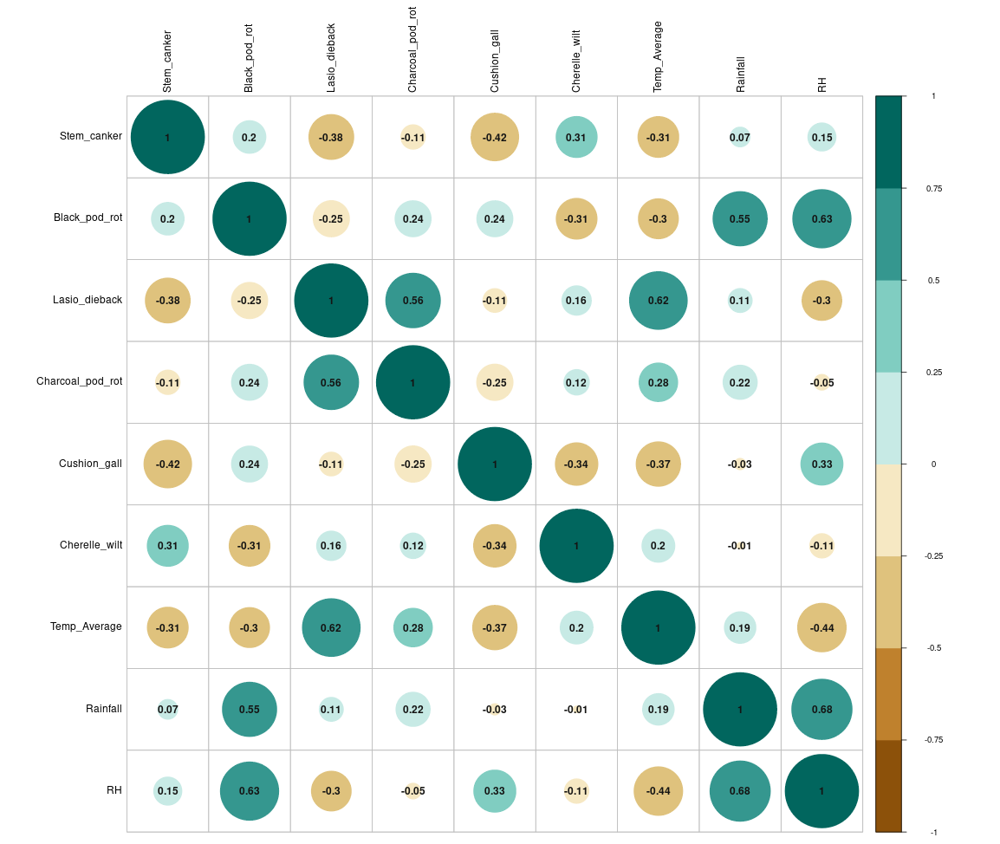 Stem_canker Black_pod_rot Lasio_dieback Charcoal_pod_rot Cushion_gall Cherelle_wilt Temp_Average Rainfall RH
Stem_canker 1 0.2 -0.38 -0.11 -0.42 0.31 -0.31 0.07 0.15
Black_pod_rot 0.2 1 -0.25 0.24 0.24 -0.31 -0.3 0.55 0.63
Lasio_dieback -0.38 -0.25 1 0.56 -0.11 0.16 0.62 0.11 -0.3
Charcoal_pod_rot -0.11 0.24 0.56 1 -0.25 0.12 0.28 0.22 -0.05
Cushion_gall -0.42 0.24 -0.11 -0.25 1 -0.34 -0.37 -0.03 0.33
Cherelle_wilt 0.31 -0.31 0.16 0.12 -0.34 1 0.2 -0.01 -0.11
Temp_Average -0.31 -0.3 0.62 0.28 -0.37 0.2 1 0.19 -0.44
Rainfall 0.07 0.55 0.11 0.22 -0.03 -0.01 0.19 1 0.68
RH 0.15 0.63 -0.3 -0.05 0.33 -0.11 -0.44 0.68 1
1
0.75
0.5
0.25
0
-0.25
-0.5
-0.75
-1